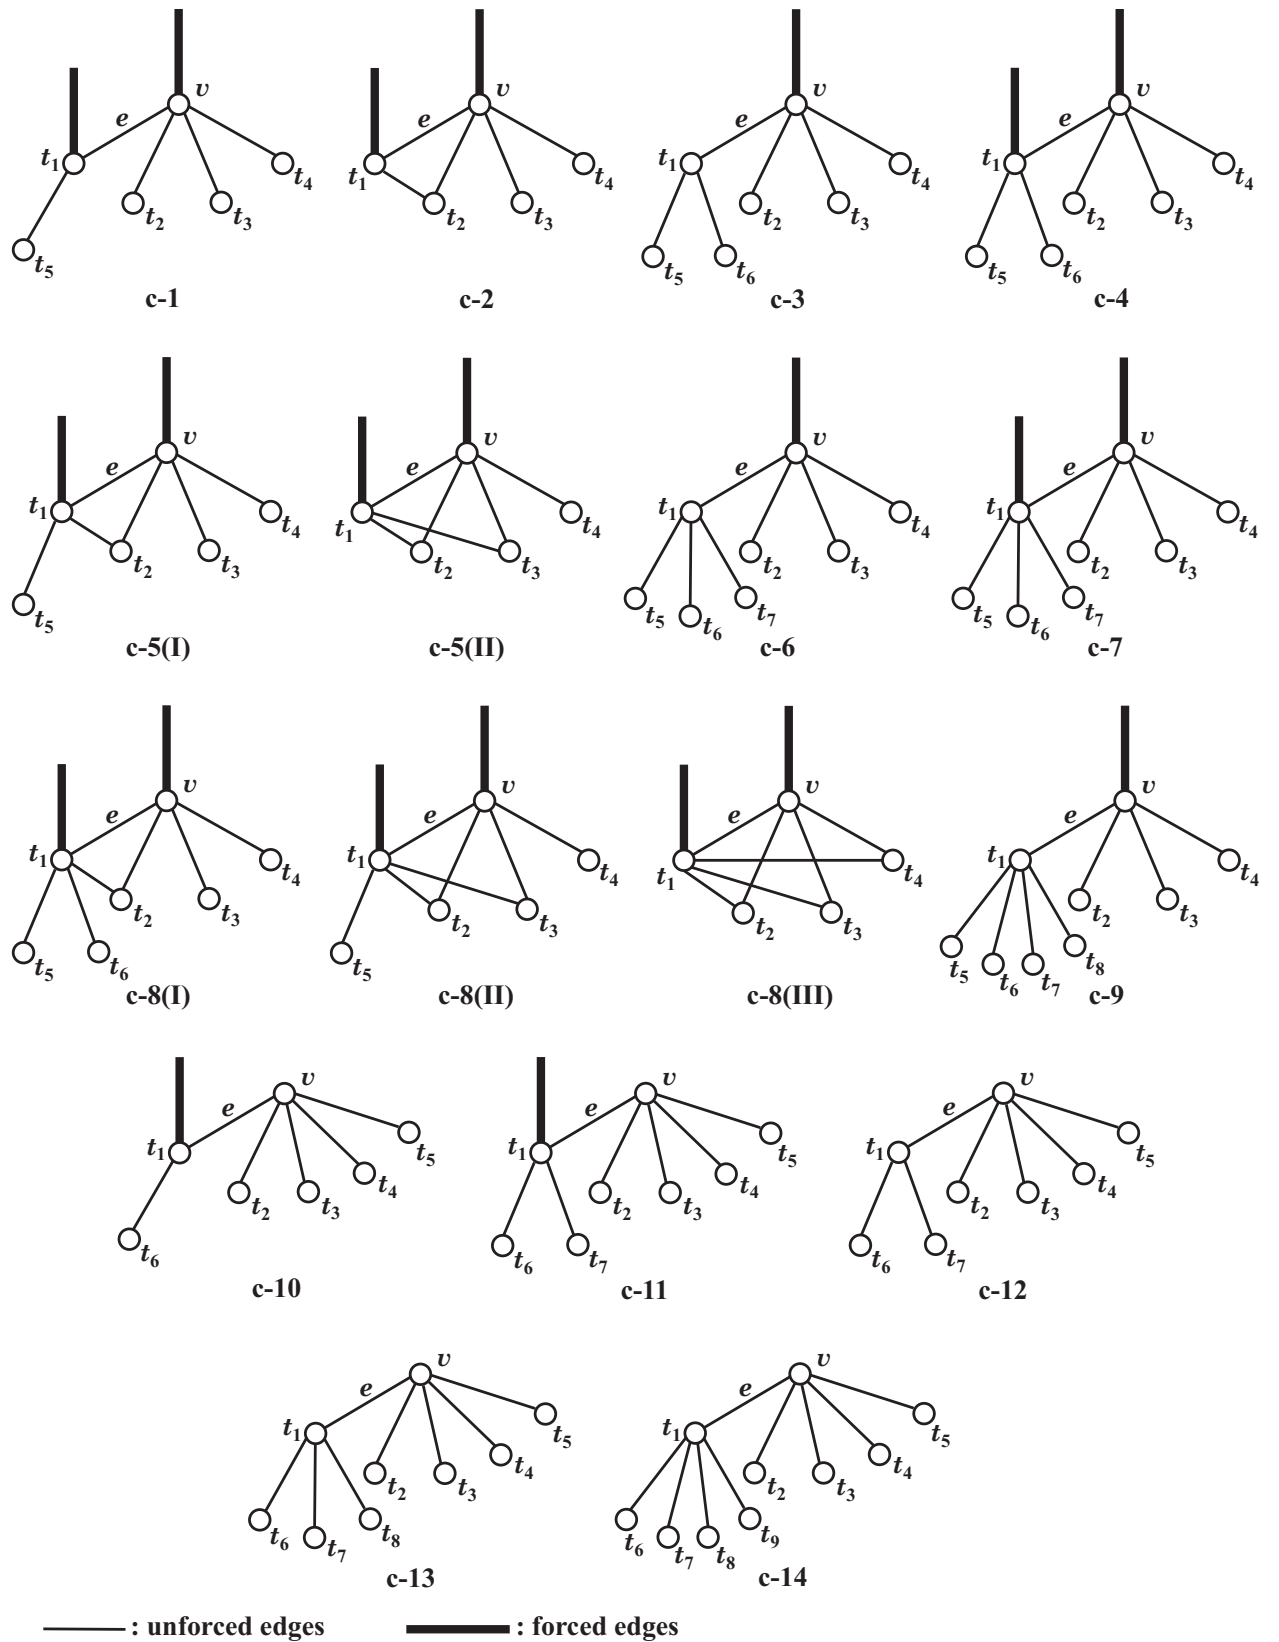 v v v v
e e e e
t1 t2 t3 t4 t5
t1 t2 t3 t4
t1 t2 t3 t4 t5 t6
t1 t2 t3 t4 t5 t6
c-1 c-2 c-3 c-4
v v v v
e e e e
t1 t2 t3 t4 t5
t1 t2 t3 t4
t1 t2 t3 t4 t5 t6 t7
t1 t2 t3 t4 t5 t6 t7
c-5(I) c-5(II) c-6 c-7
v v v v
e e e e
t1 t2 t3 t4 t5 t6
t1 t2 t3 t4 t5
t1 t2 t3 t4
t1 t2 t3 t4 t5 t6 t7 t8
c-8(I) c-8(II) c-8(III) c-9
v v v
e e e
t1 t2 t3 t4 t5 t6
t1 t2 t3 t4 t5 t6 t7
t1 t2 t3 t4 t5 t6 t7
c-10 c-11 c-12
v v
e e
t1 t2 t3 t4 t5 t6 t7 t8
t1 t2 t3 t4 t5 t6 t7 t8 t9
c-13 c-14
: unforced edges : forced edges